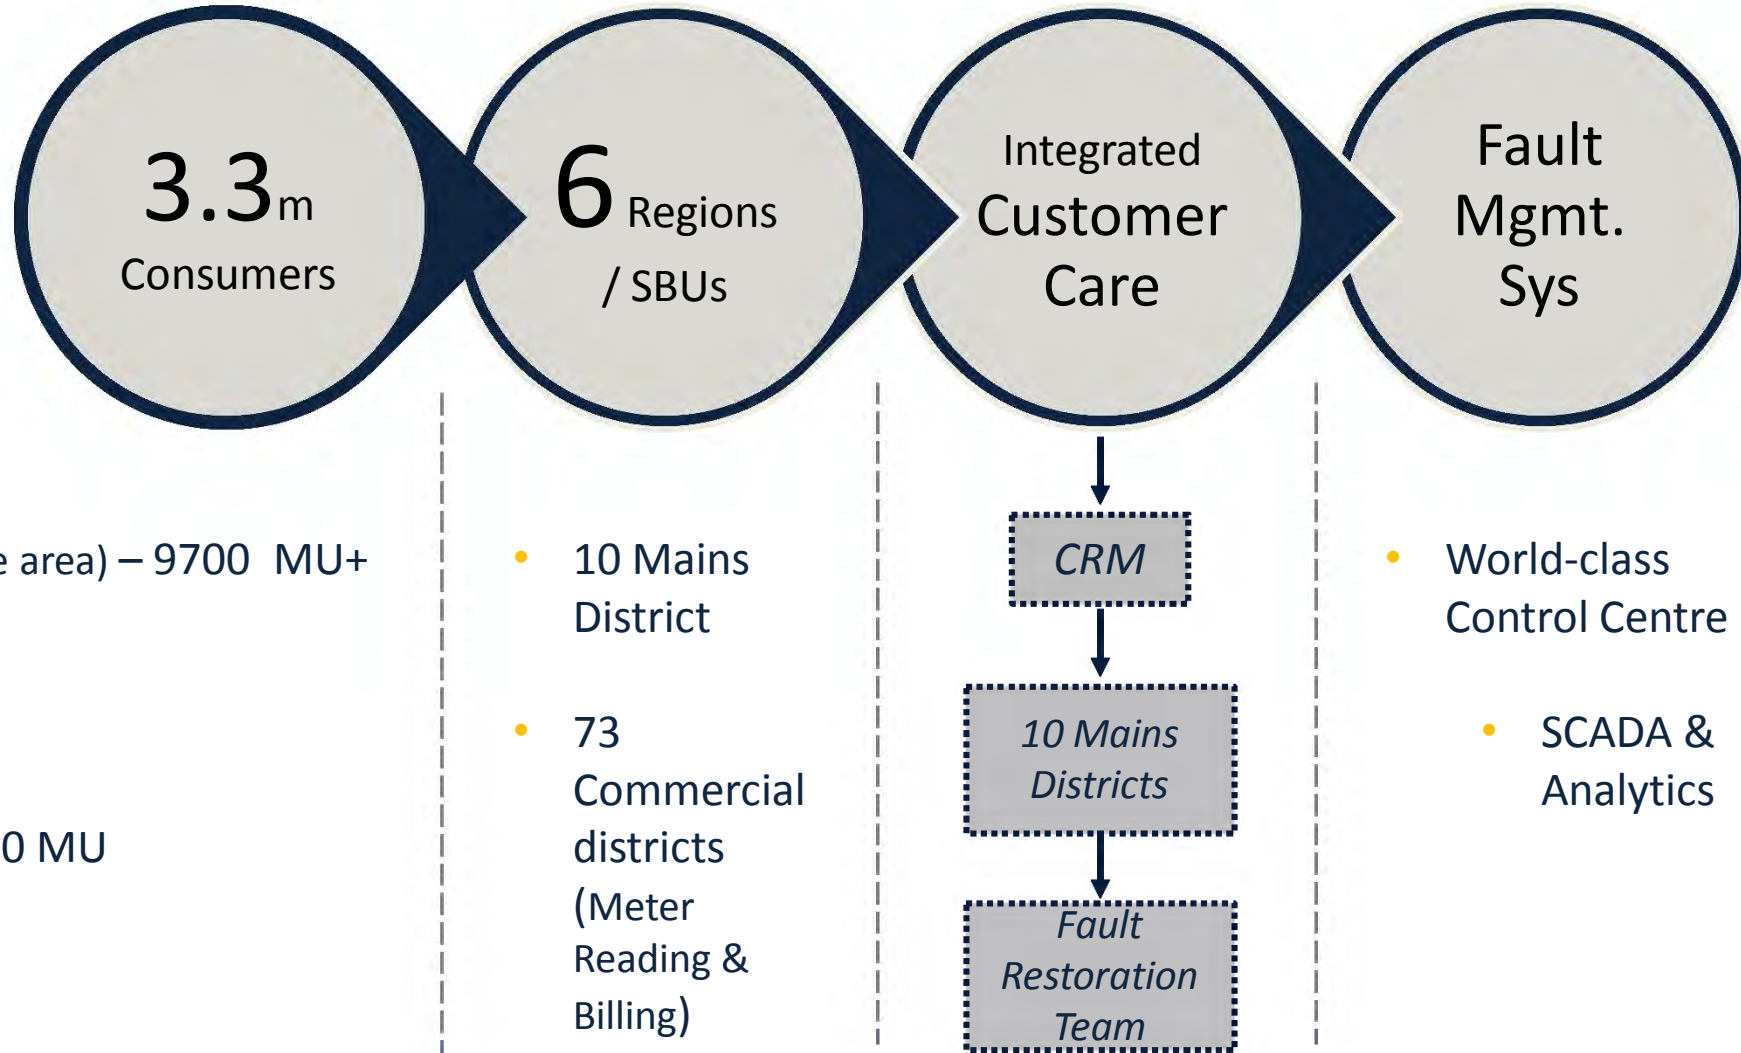 3.3m
Consumers
6 Regions
/ SBUs
Integrated
Customer
Care
Fault
Mgmt.
Sys
area) – 9700 MU+
0 MU
• 10 Mains
District
• 73
Commercial
districts
(Meter
Reading &
Billing)
CRM
10 Mains
Districts
Fault
Restoration
Team
• World-class
Control Centre
• SCADA &
Analytics